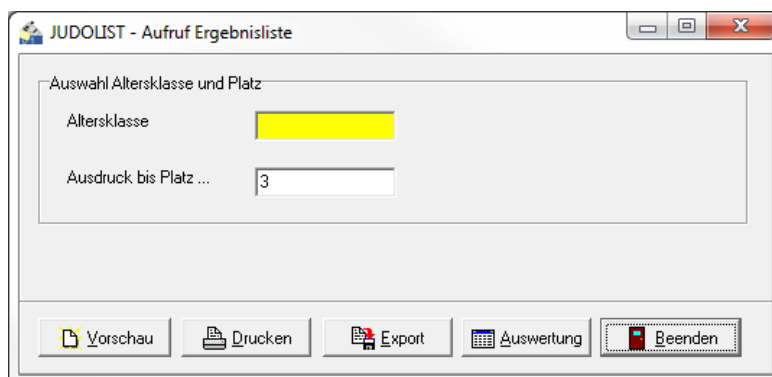 JUDOLIST - Aufruf Ergebnisliste
Auswahl Altersklasse und Platz
Altersklasse
Ausdruck bis Platz ... 3
Vorschau Drucken Export Auswertung Beenden